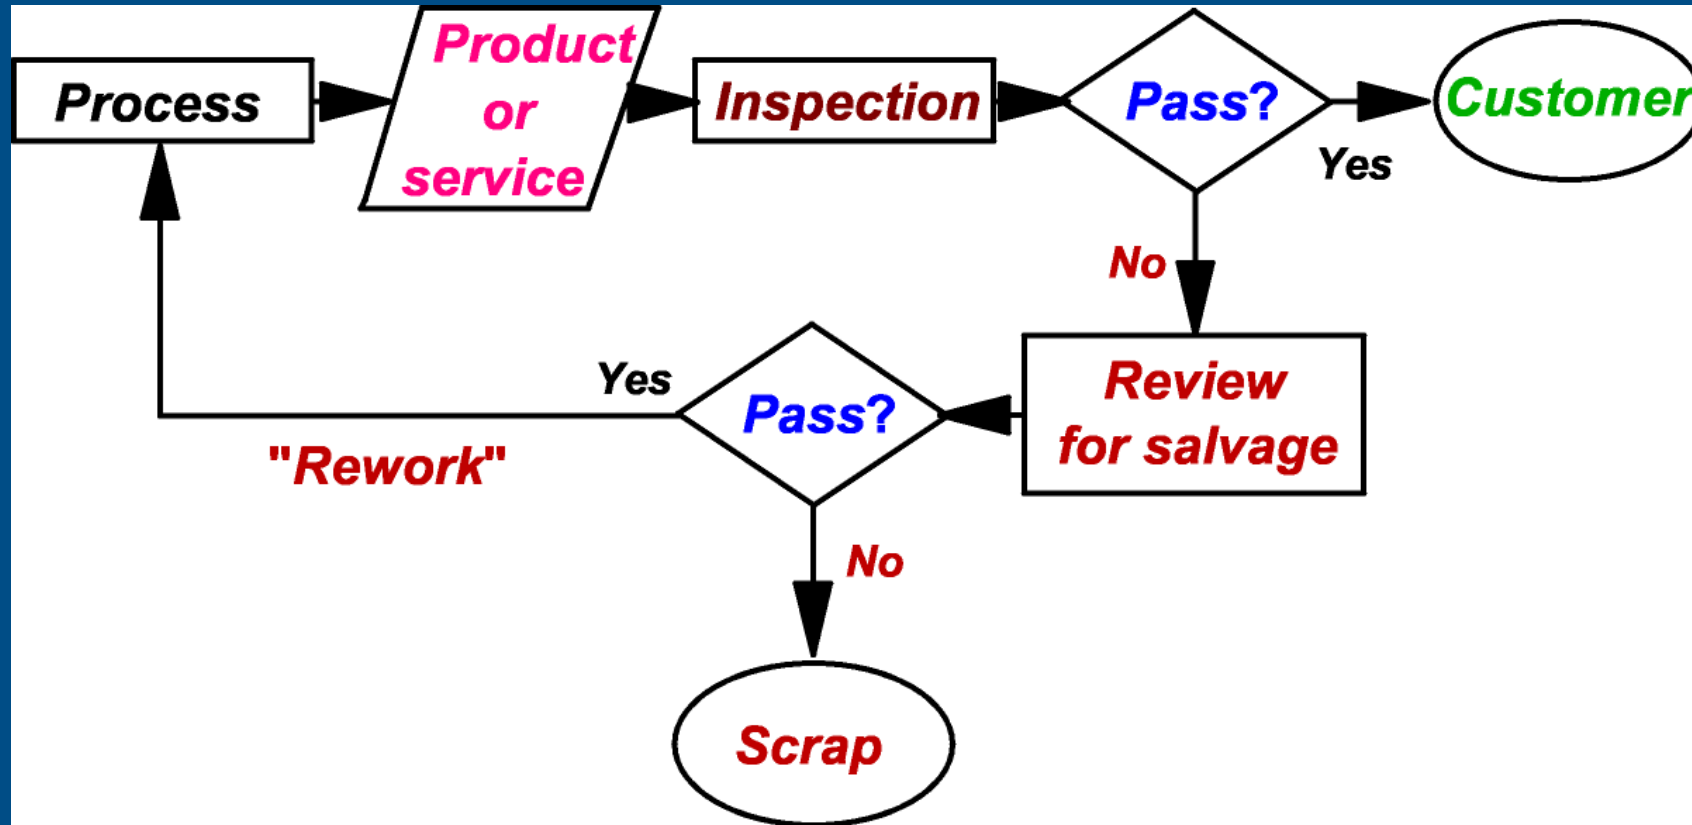 Process
Product
or
service
Inspection
Pass?
Yes
Customer
No
Review
for salvage
Pass?
Yes
"Rework"
No
Scrap